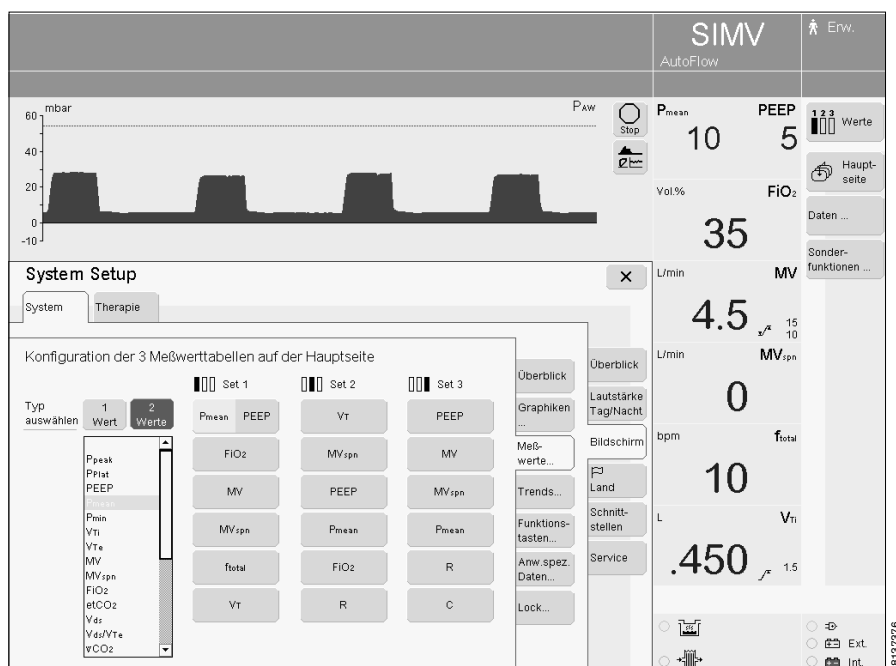 SIMV
AutoFlow
Erw.
mbar
PAW
60
40
20
0
-10
Stop
Pmean PEEP
10 5
1 2 3
Werte
Haupt-
seite
Daten ...
Sonder-
funktionen ...
Vol.% FiO2
35
L/min MV
4.5 15
10
L/min MVspn
0
bpm ftotal
10
L VTi
.450 1.5
Ext.
Int.
System Setup
System Therapie
Konfiguration der 3 Meßwerttabellen auf der Hauptseite
Set 1 Set 2 Set 3
Typ
auswählen
1
Wert
2
Werte
Ppeak
PPlat
PEEP
Pmean
Pmin
VTi
VTe
MV
MVspn
FiO2
etCO2
Vds
Vds/VTe
VCO2
Pmean PEEP VT PEEP
FiO2 MVspn MV
MV PEEP MVspn
MVspn Pmean Pmean
ftotal FiO2 R
VT R C
Überblick
Graphiken
...
Meß-
werte...
Trends...
Funktions-
tasten...
Anw.spez.
Daten...
Lock...
Überblick
Lautstärke
Tag/Nacht
Bildschirm
Land
Schnitt-
stellen
Service